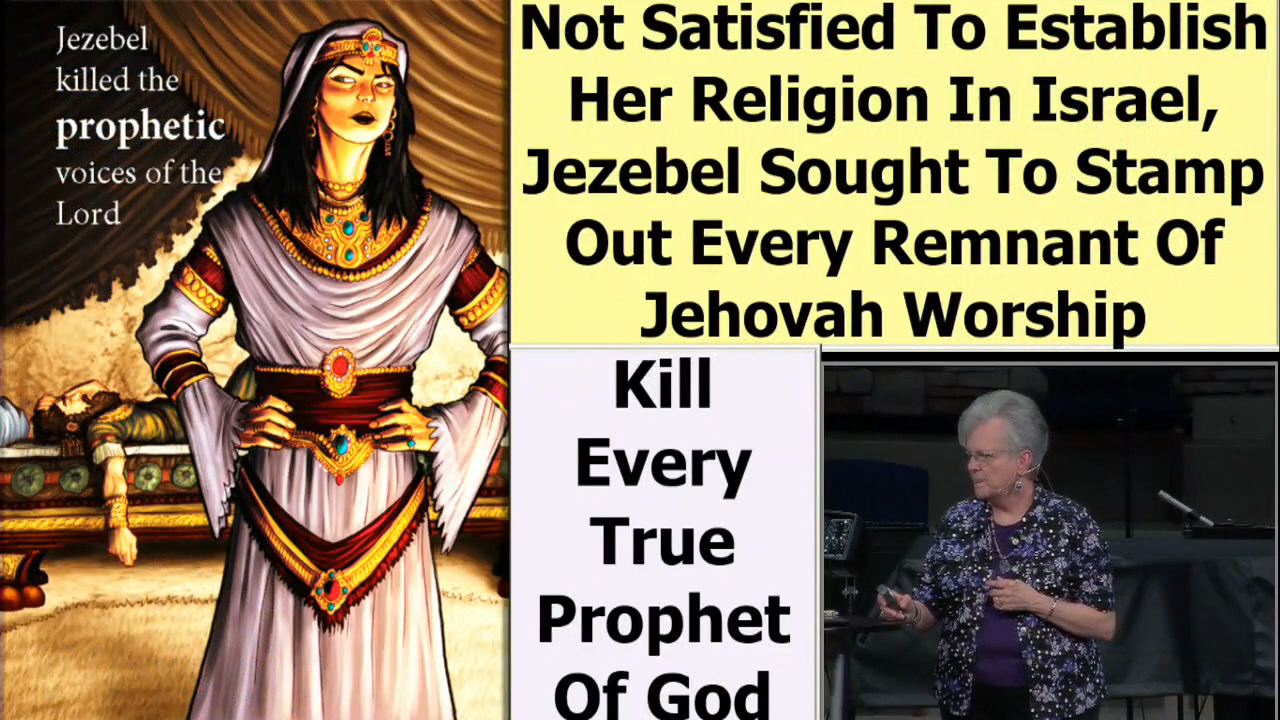 Jezebel
killed the
prophetic
voices of the
Lord
Not Satisfied To Establish
Her Religion In Israel,
Jezebel Sought To Stamp
Out Every Remnant Of
Jehovah Worship
Kill
Every
True
Prophet
Of God